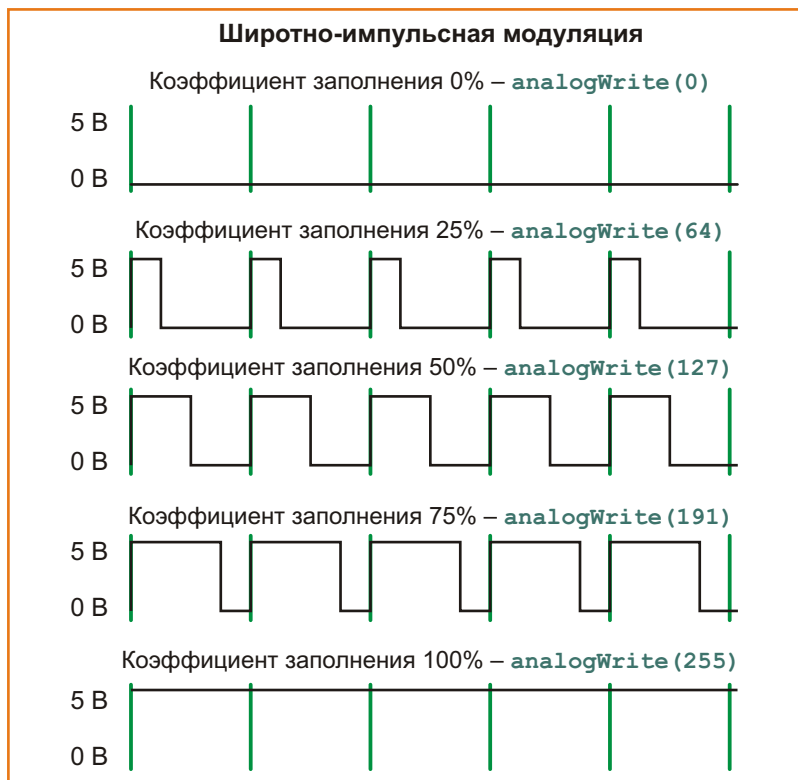 Широтно-импульсная модуляция
Коэффициент заполнения 0% – analogWrite(0)
5 В
0 В
Коэффициент заполнения 25% – analogWrite(64)
5 В
0 В
Коэффициент заполнения 50% – analogWrite(127)
5 В
0 В
Коэффициент заполнения 75% – analogWrite(191)
5 В
0 В
Коэффициент заполнения 100% – analogWrite(255)
5 В
0 В